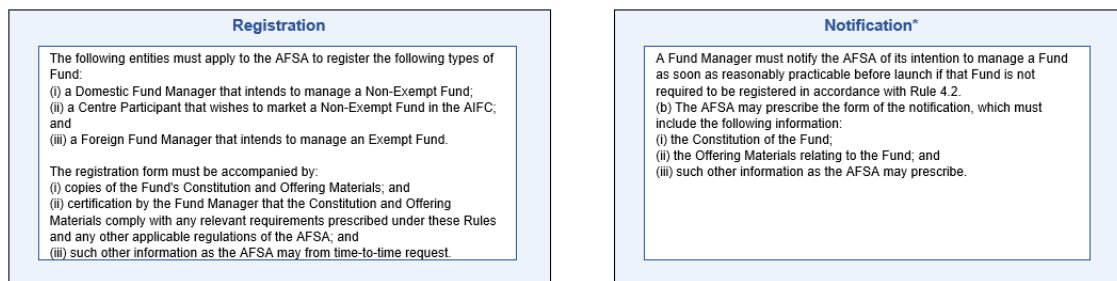 Registration
The following entities must apply to the AFSA to register the following types of
Fund:
(i) a Domestic Fund Manager that intends to manage a Non-Exempt Fund;
(ii) a Centre Participant that wishes to market a Non-Exempt Fund in the AIFC;
and
(iii) a Foreign Fund Manager that intends to manage an Exempt Fund.
The registration form must be accompanied by:
(i) copies of the Fund's Constitution and Offering Materials; and
(ii) certification by the Fund Manager that the Constitution and Offering
Materials comply with any relevant requirements prescribed under these Rules
and any other applicable regulations of the AFSA; and
(iii) such other information as the AFSA may from time-to-time request.
Notification*
A Fund Manager must notify the AFSA of its intention to manage a Fund
as soon as reasonably practicable before launch if that Fund is not
required to be registered in accordance with Rule 4.2.
(b) The AFSA may prescribe the form of the notification, which must
include the following information:
(i) the Constitution of the Fund;
(ii) the Offering Materials relating to the Fund; and
(iii) such other information as the AFSA may prescribe.